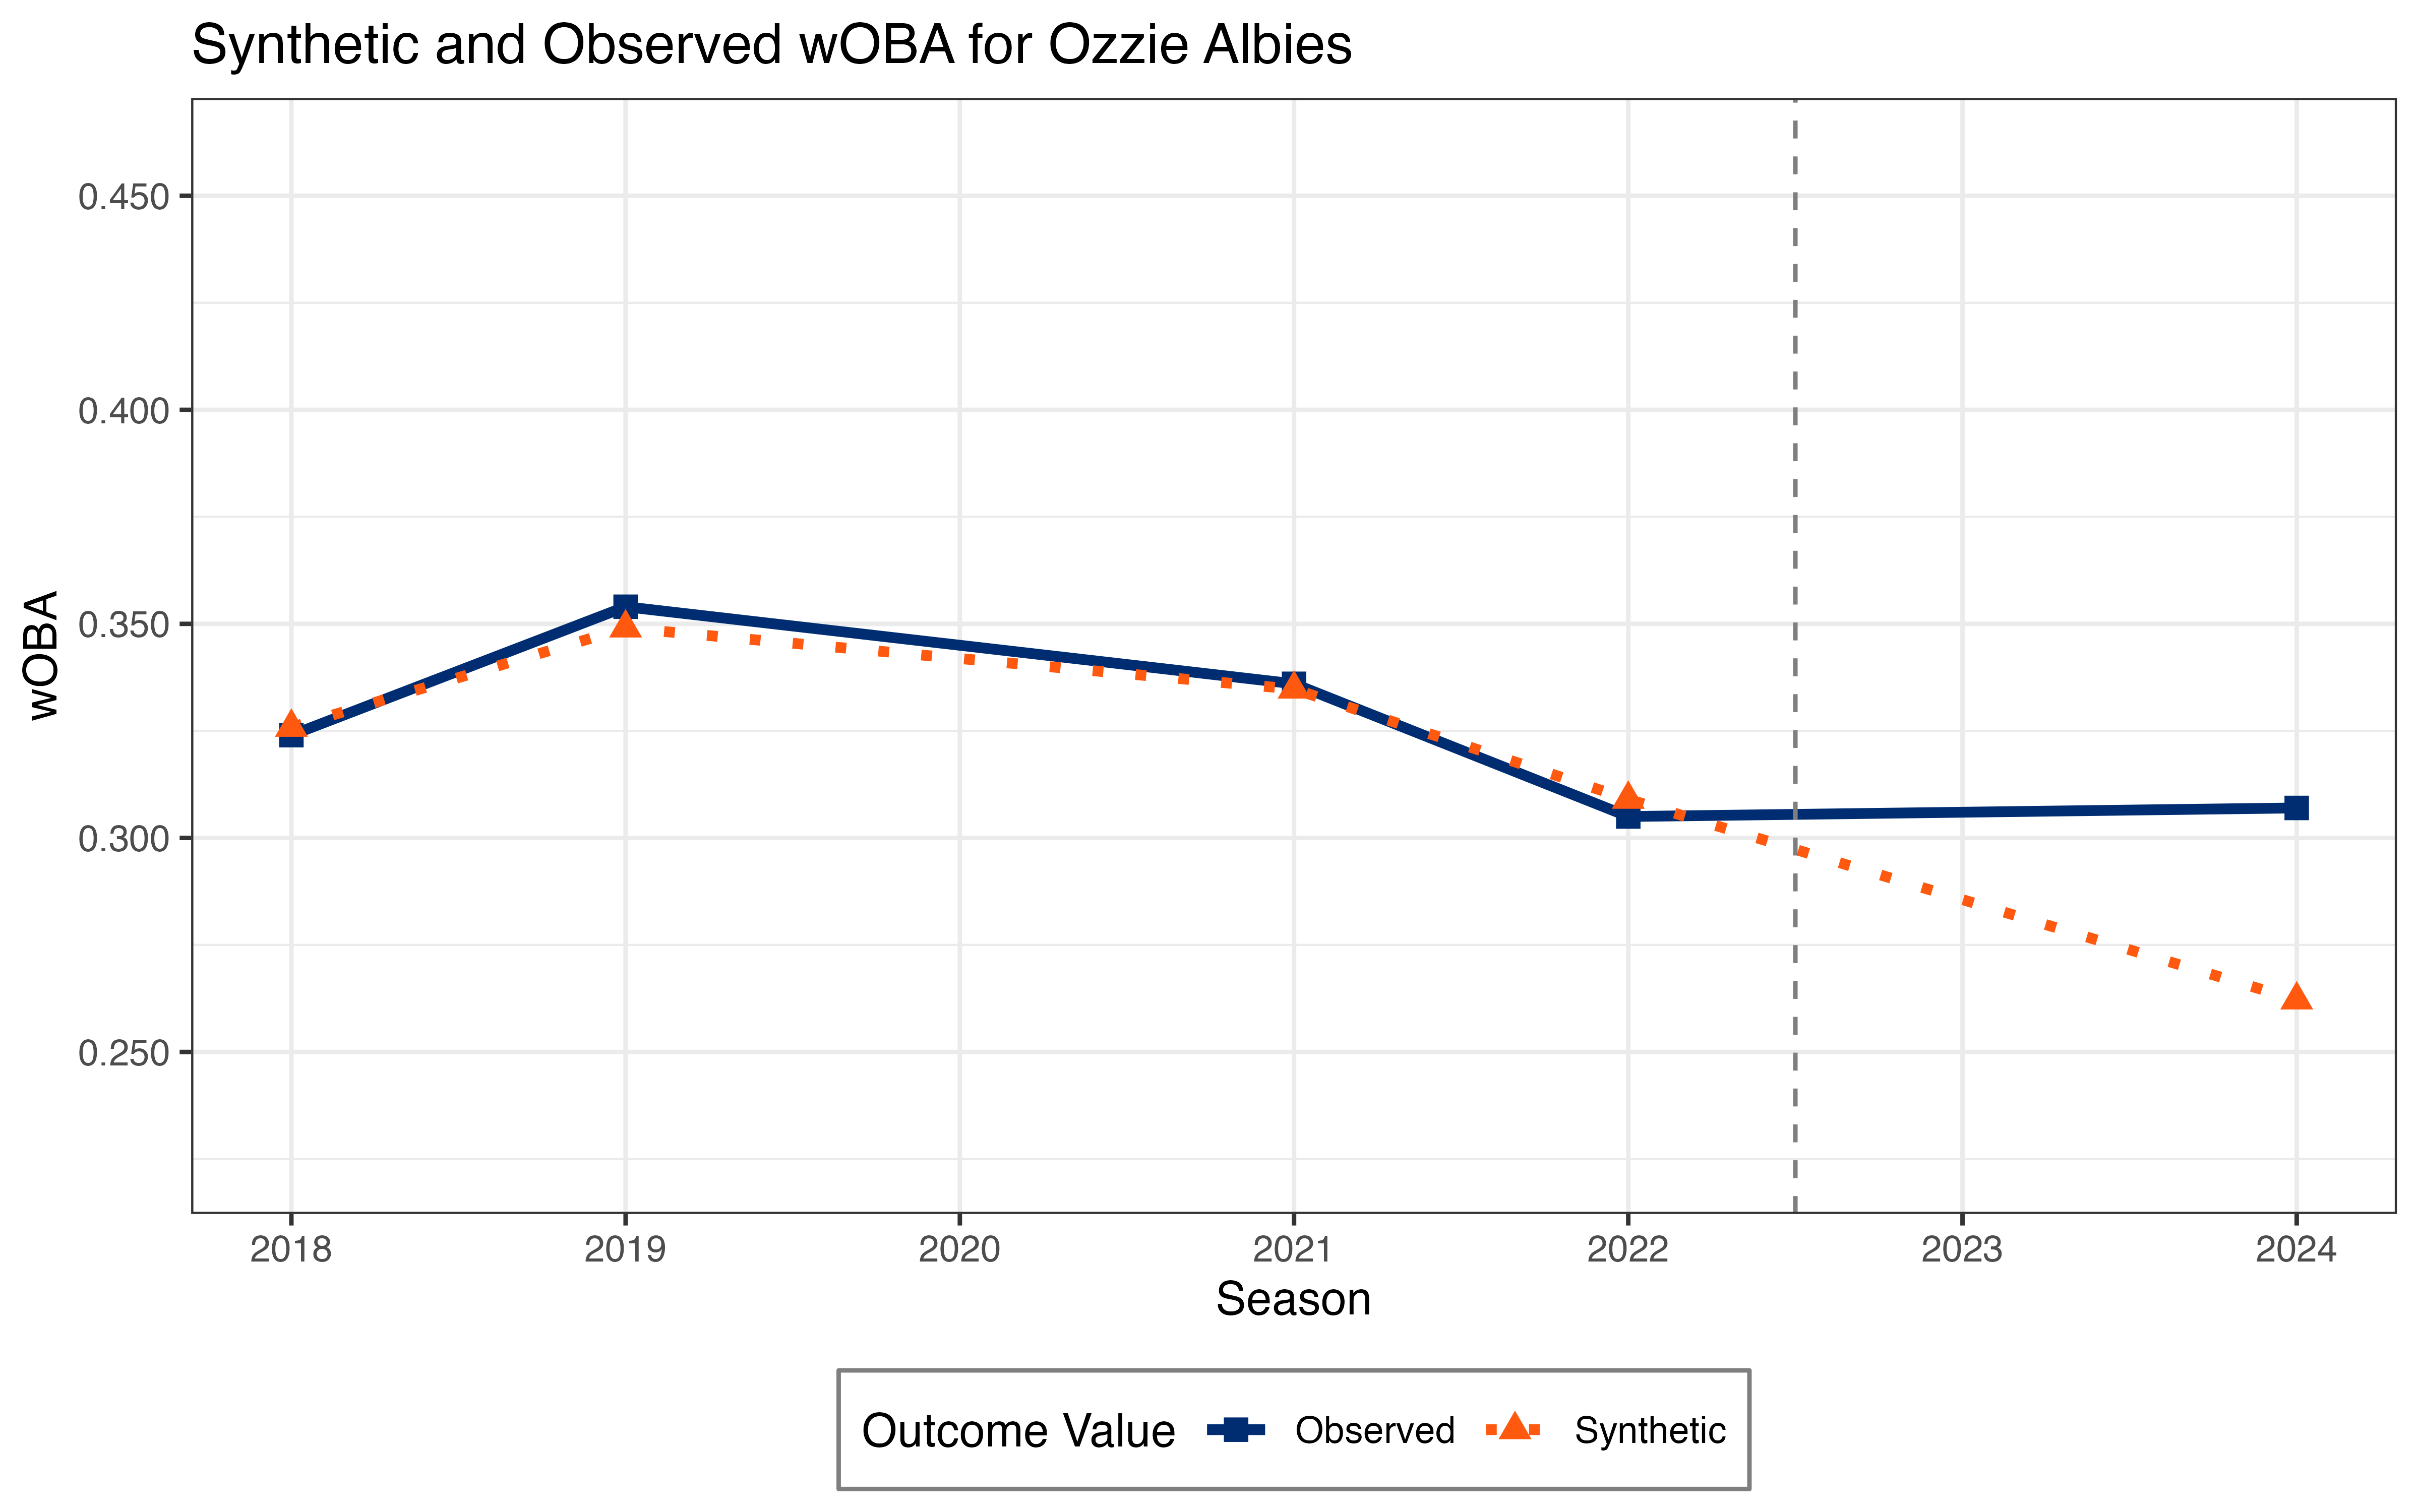 Synthetic and Observed wOBA for Ozzie Albies
wOBA
0.450
0.400
0.350
0.300
0.250
2018 2019 2020 2021 2022 2023 2024
Season
Outcome Value Observed Synthetic